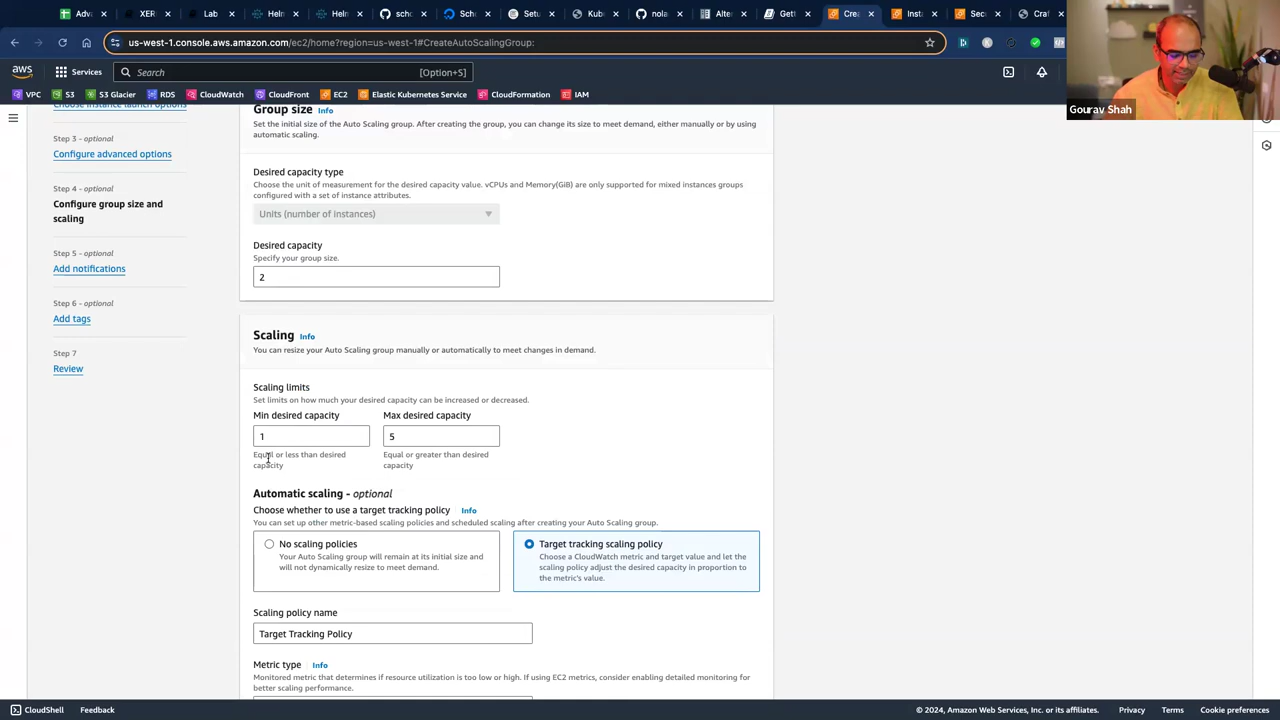 Adv
XERI
Lab
Help
sche
Sche
Setu
Kub
nola
Alte
Gett
Crea
Insta
Secu
Craf
us-west-1.console.aws.amazon.com/ec2/home?region=us-west-1#CreateAutoScalingGroup:
aws
Services
Search
[Option+S]
Gourav Shah
VPC
S3
S3 Glacier
RDS
CloudWatch
CloudFront
EC2
Elastic Kubernetes Service
CloudFormation
IAM
Choose instance launch options
Step 3 - optional
Configure advanced options
Step 4 - optional
Configure group size and
scaling
Step 5 - optional
Add notifications
Step 6 - optional
Add tags
Step 7
Review
Group size Info
Set the initial size of the Auto Scaling group. After creating the group, you can change its size to meet demand, either manually or by using
automatic scaling.
Desired capacity type
Choose the unit of measurement for the desired capacity value. vCPUs and Memory(GiB) are only supported for mixed instances groups
configured with a set of instance attributes.
Units (number of instances)
Desired capacity
Specify your group size.
2
Scaling Info
You can resize your Auto Scaling group manually or automatically to meet changes in demand.
Scaling limits
Set limits on how much your desired capacity can be increased or decreased.
Min desired capacity
Max desired capacity
1
5
Equal or less than desired
capacity
Equal or greater than desired
capacity
Automatic scaling - optional
Choose whether to use a target tracking policy Info
You can set up other metric-based scaling policies and scheduled scaling after creating your Auto Scaling group.
No scaling policies
Your Auto Scaling group will remain at its initial size and
will not dynamically resize to meet demand.
Target tracking scaling policy
Choose a CloudWatch metric and target value and let the
scaling policy adjust the desired capacity in proportion to
the metric's value.
Scaling policy name
Target Tracking Policy
Metric type Info
Monitored metric that determines if resource utilization is too low or high. If using EC2 metrics, consider enabling detailed monitoring for
better scaling performance.
CloudShell
Feedback
© 2024, Amazon Web Services, Inc. or its affiliates.
Privacy
Terms
Cookie preferences